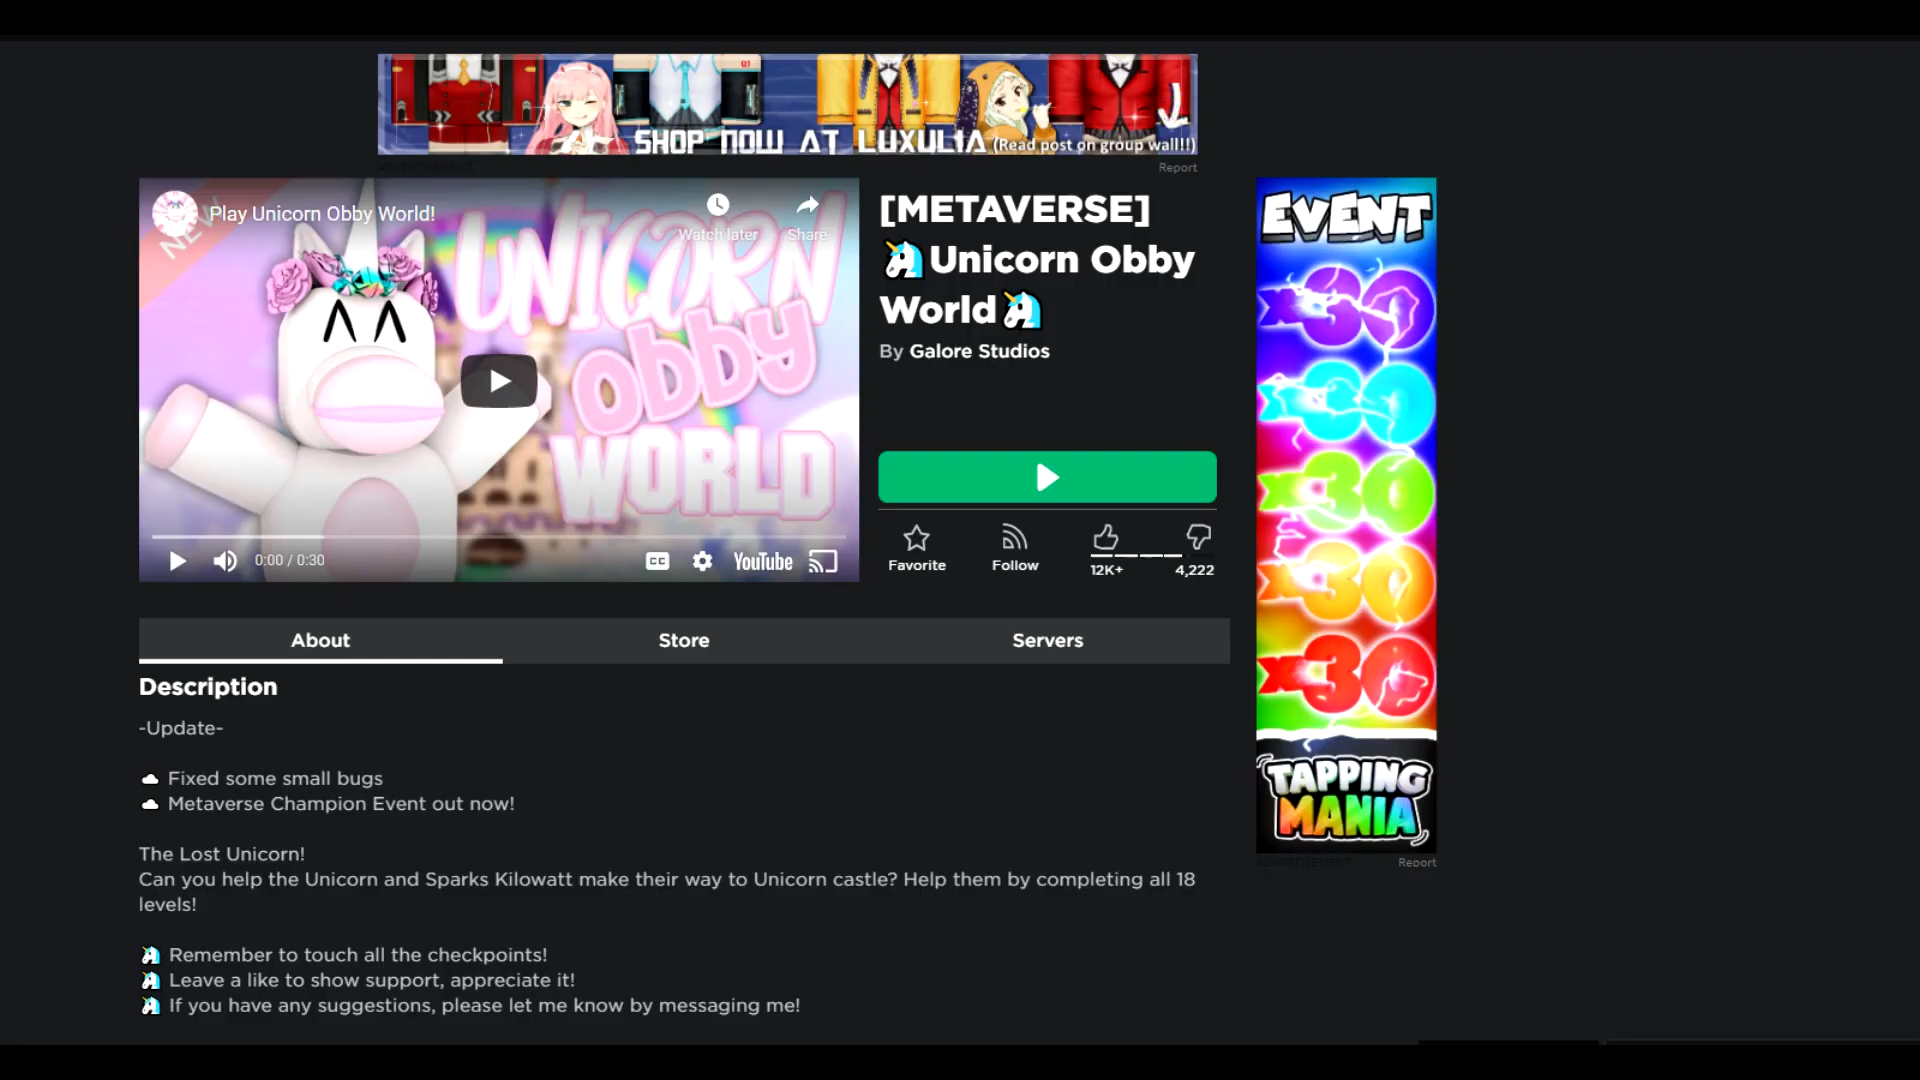 01
SHOP NOW AT LUXULIA (Read post on group wall!!)
ADVERTISEMENT
Report
NEW
Play Unicorn Obby World!
Watch later
Share
UNICORN
obby
WORLD
0:00 / 0:30
CC
YouTube
[METAVERSE]
🦄Unicorn Obby
World🦄
By Galore Studios
Favorite
Follow
12K+
4,222
EVENT
x30
x30
x30
x30
x30
TAPPING
MANIA
ADVERTISEMENT
Report
About
Store
Servers
Description
-Update-
☁ Fixed some small bugs
☁ Metaverse Champion Event out now!
The Lost Unicorn!
Can you help the Unicorn and Sparks Kilowatt make their way to Unicorn castle? Help them by completing all 18
levels!
🦄 Remember to touch all the checkpoints!
🦄 Leave a like to show support, appreciate it!
🦄 If you have any suggestions, please let me know by messaging me!